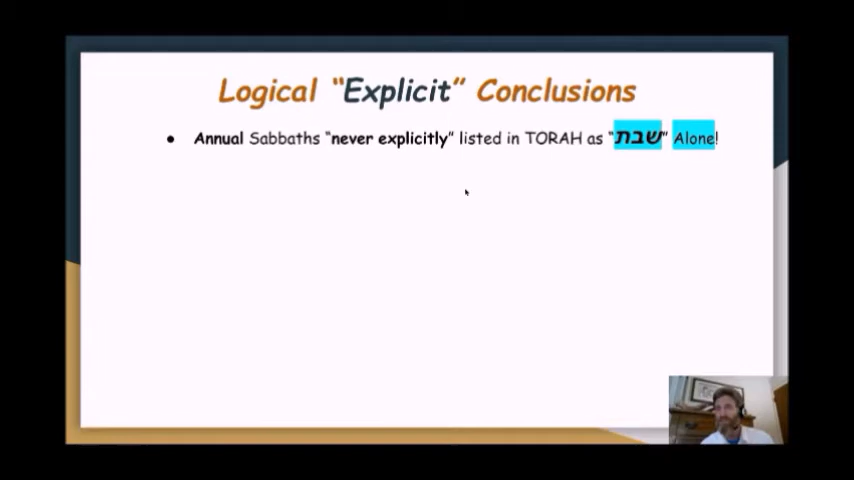 Logical “Explicit” Conclusions
● Annual Sabbaths “never explicitly” listed in TORAH as “שבת” Alone!